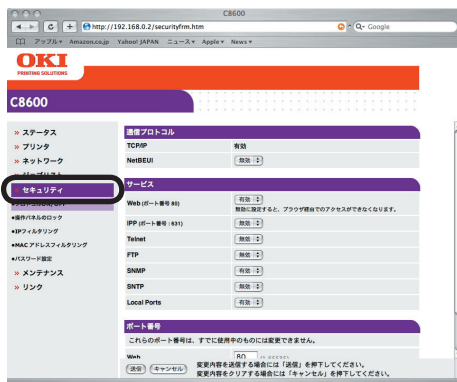 C8600
http://192.168.0.2/securityfrm.htm
Q- Google
アップル▼ Amazon.co.jp Yahoo! JAPAN ニュース▼ Apple▼ News▼
OKI
PRINTING SOLUTIONS
C8600
» ステータス
» プリンタ
» ネットワーク
» セキュリティ
●操作パネルのロック
●IPフィルタリング
●MACアドレスフィルタリング
●パスワード設定
» メンテナンス
» リンク
通信プロトコル
TCP/IP 有効
NetBEUI 無効
サービス
Web (ポート番号 80) 有効
無効に設定すると、ブラウザ経由でのアクセスができなくなります。
IPP (ポート番号:631) 無効
Telnet 無効
FTP 無効
SNMP 有効
SNTP 無効
Local Ports 有効
ポート番号
これらのポート番号は、すでに使用中のものには変更できません。
Web 80
送信 キャンセル 変更内容を送信する場合には「送信」を押下してください。
変更内容をクリアする場合には「キャンセル」を押下してください。